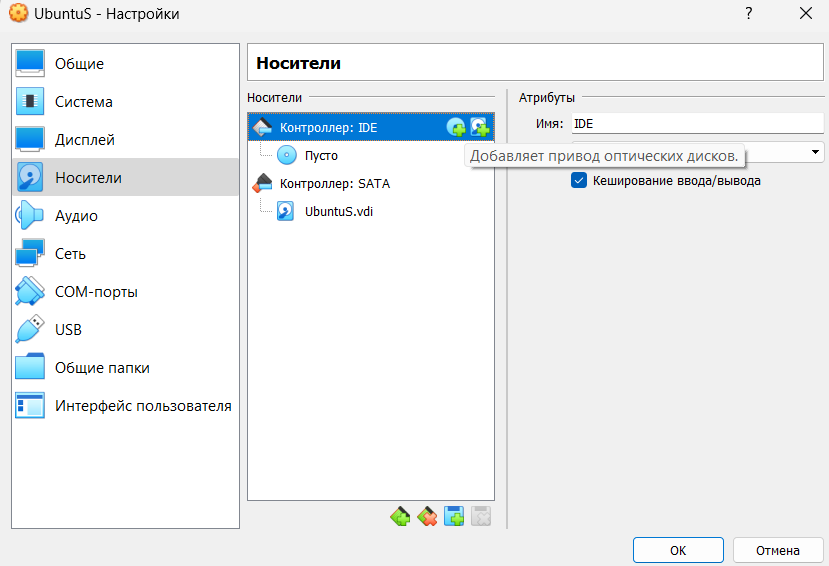 UbuntuS - Настройки
?
Общие
Система
Дисплей
Носители
Аудио
Сеть
COM-порты
USB
Общие папки
Интерфейс пользователя
Носители
Носители
Контроллер: IDE
Пусто
Контроллер: SATA
UbuntuS.vdi
Атрибуты
Имя: IDE
Добавляет привод оптических дисков.
Кеширование ввода/вывода
OK
Отмена